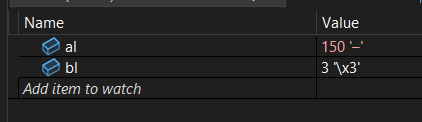 Name Value
al 150 '–'
bl 3 '\x3'
Add item to watch